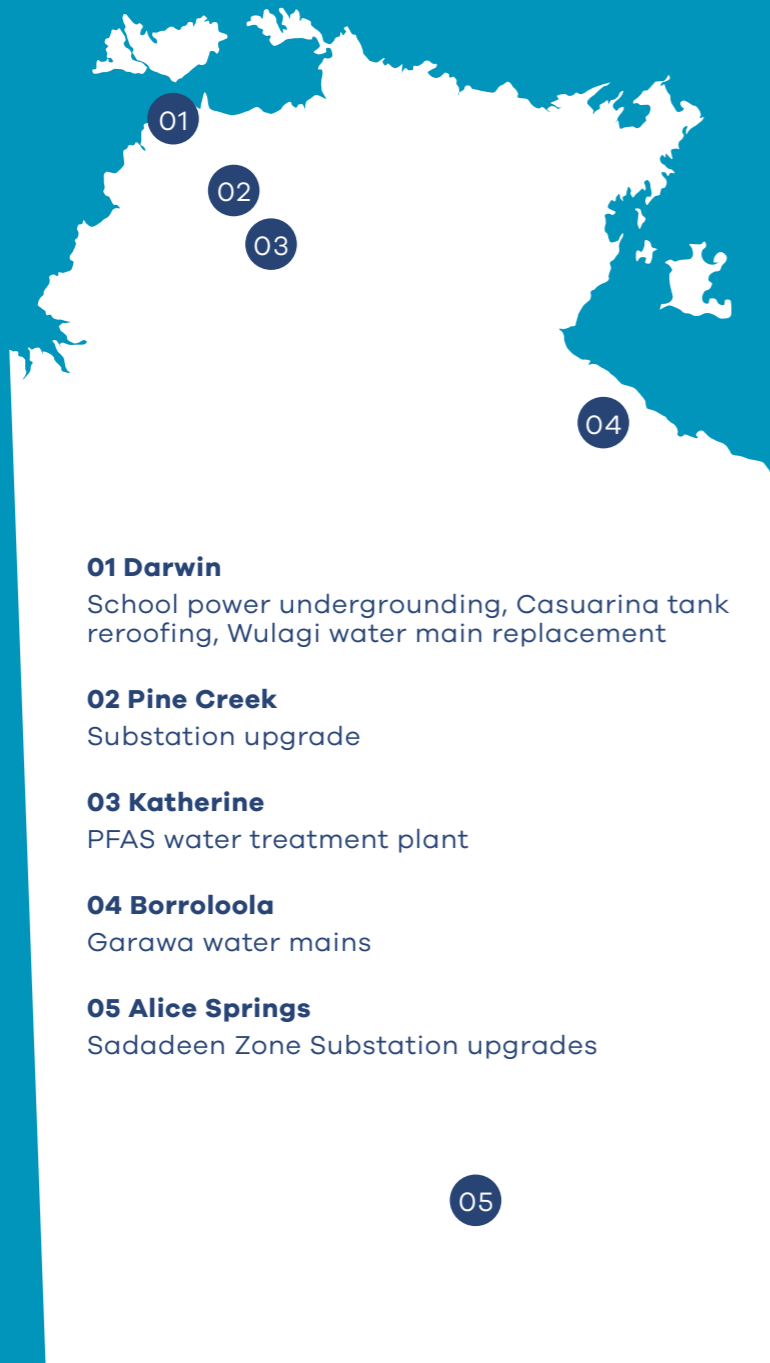 01
02
03
04
01 Darwin
School power undergrounding, Casuarina tank
reroofing, Wulagi water main replacement
02 Pine Creek
Substation upgrade
03 Katherine
PFAS water treatment plant
04 Borroloola
Garawa water mains
05 Alice Springs
Sadadeen Zone Substation upgrades
05